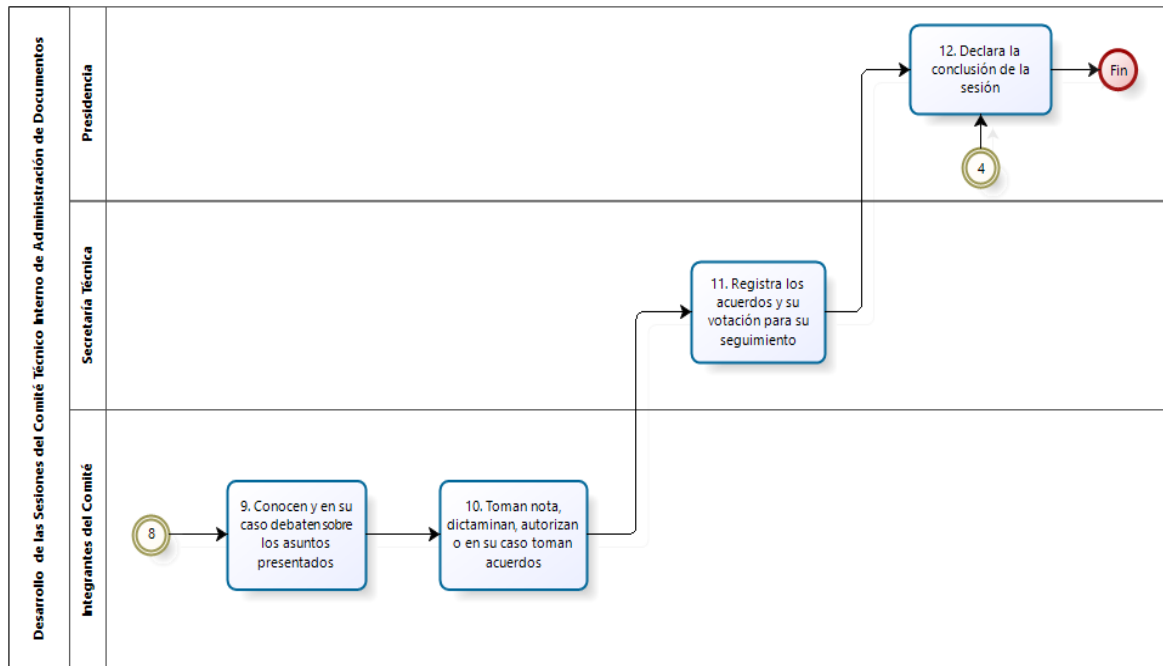 Desarrollo de las Sesiones del Comité Técnico Interno de Administración de Documentos
Presidencia
12. Declara la
conclusión de la
sesión
Fin
4
Secretaría Técnica
11. Registra los
acuerdos y su
votación para su
seguimiento
Integrantes del Comité
8
9. Conocen y en su
caso debaten sobre
los asuntos
presentados
10. Toman nota,
dictaminan, autorizan
o en su caso toman
acuerdos